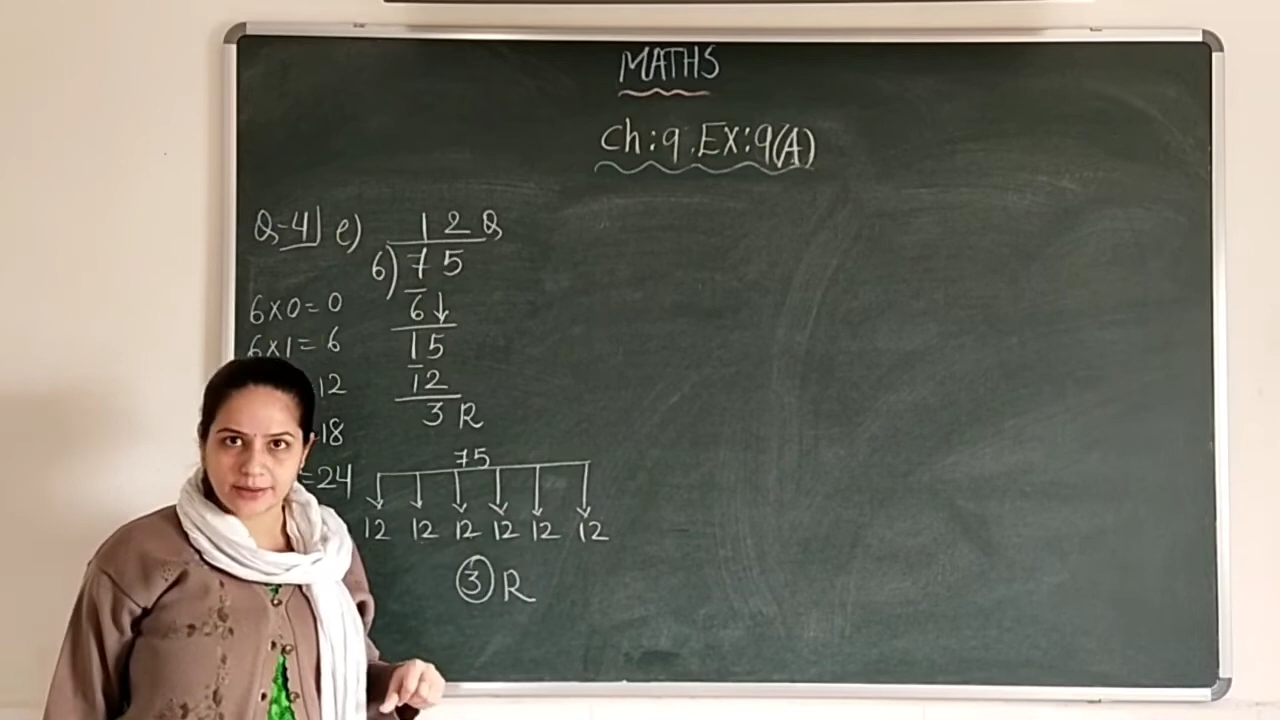 MATHS
Ch:9. Ex:9(A)
Q-4 e)
12 Q
6)75
6↓
15
12
3 R
6x0=0
6x1=6
=12
=18
=24
75
12 12 12 12 12 12
3 R